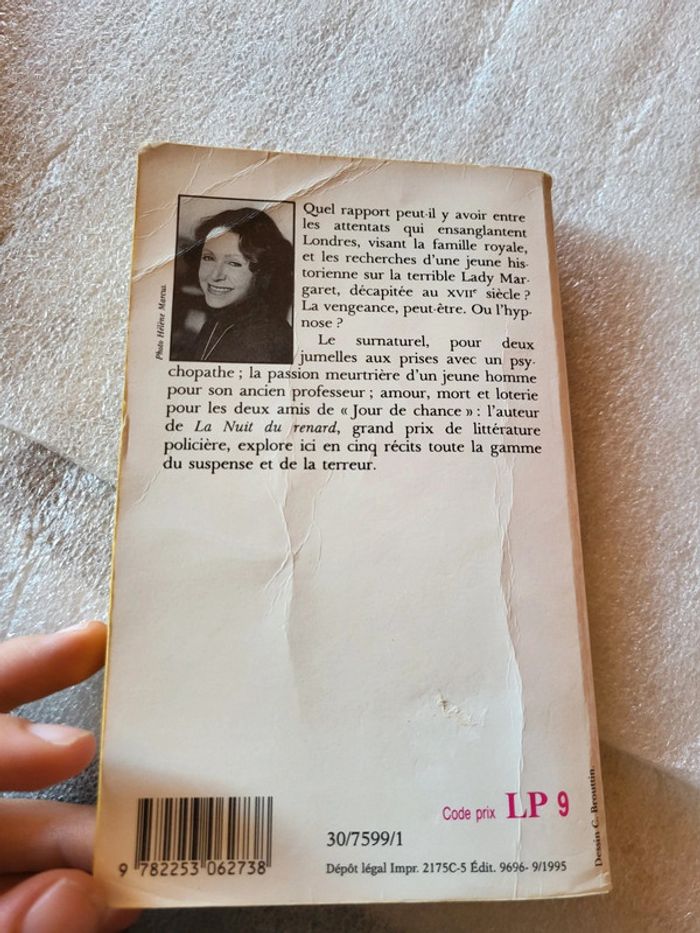 Photo Hélène Marcus.
Quel rapport peut-il y avoir entre
les attentats qui ensanglantent
Londres, visant la famille royale,
et les recherches d'une jeune his-
torienne sur la terrible Lady Mar-
garet, décapitée au XVIIe siècle ?
La vengeance, peut-être. Ou l'hyp-
nose ?
Le surnaturel, pour deux
jumelles aux prises avec un psy-
chopathe ; la passion meurtrière d'un jeune homme
pour son ancien professeur ; amour, mort et loterie
pour les deux amis de « Jour de chance » : l'auteur
de La Nuit du renard, grand prix de littérature
policière, explore ici en cinq récits toute la gamme
du suspense et de la terreur.
Code prix LP 9
Dessin C. Brouttin.
30/7599/1
9 782253 062738
Dépôt légal Impr. 2175C-5 Édit. 9696- 9/1995